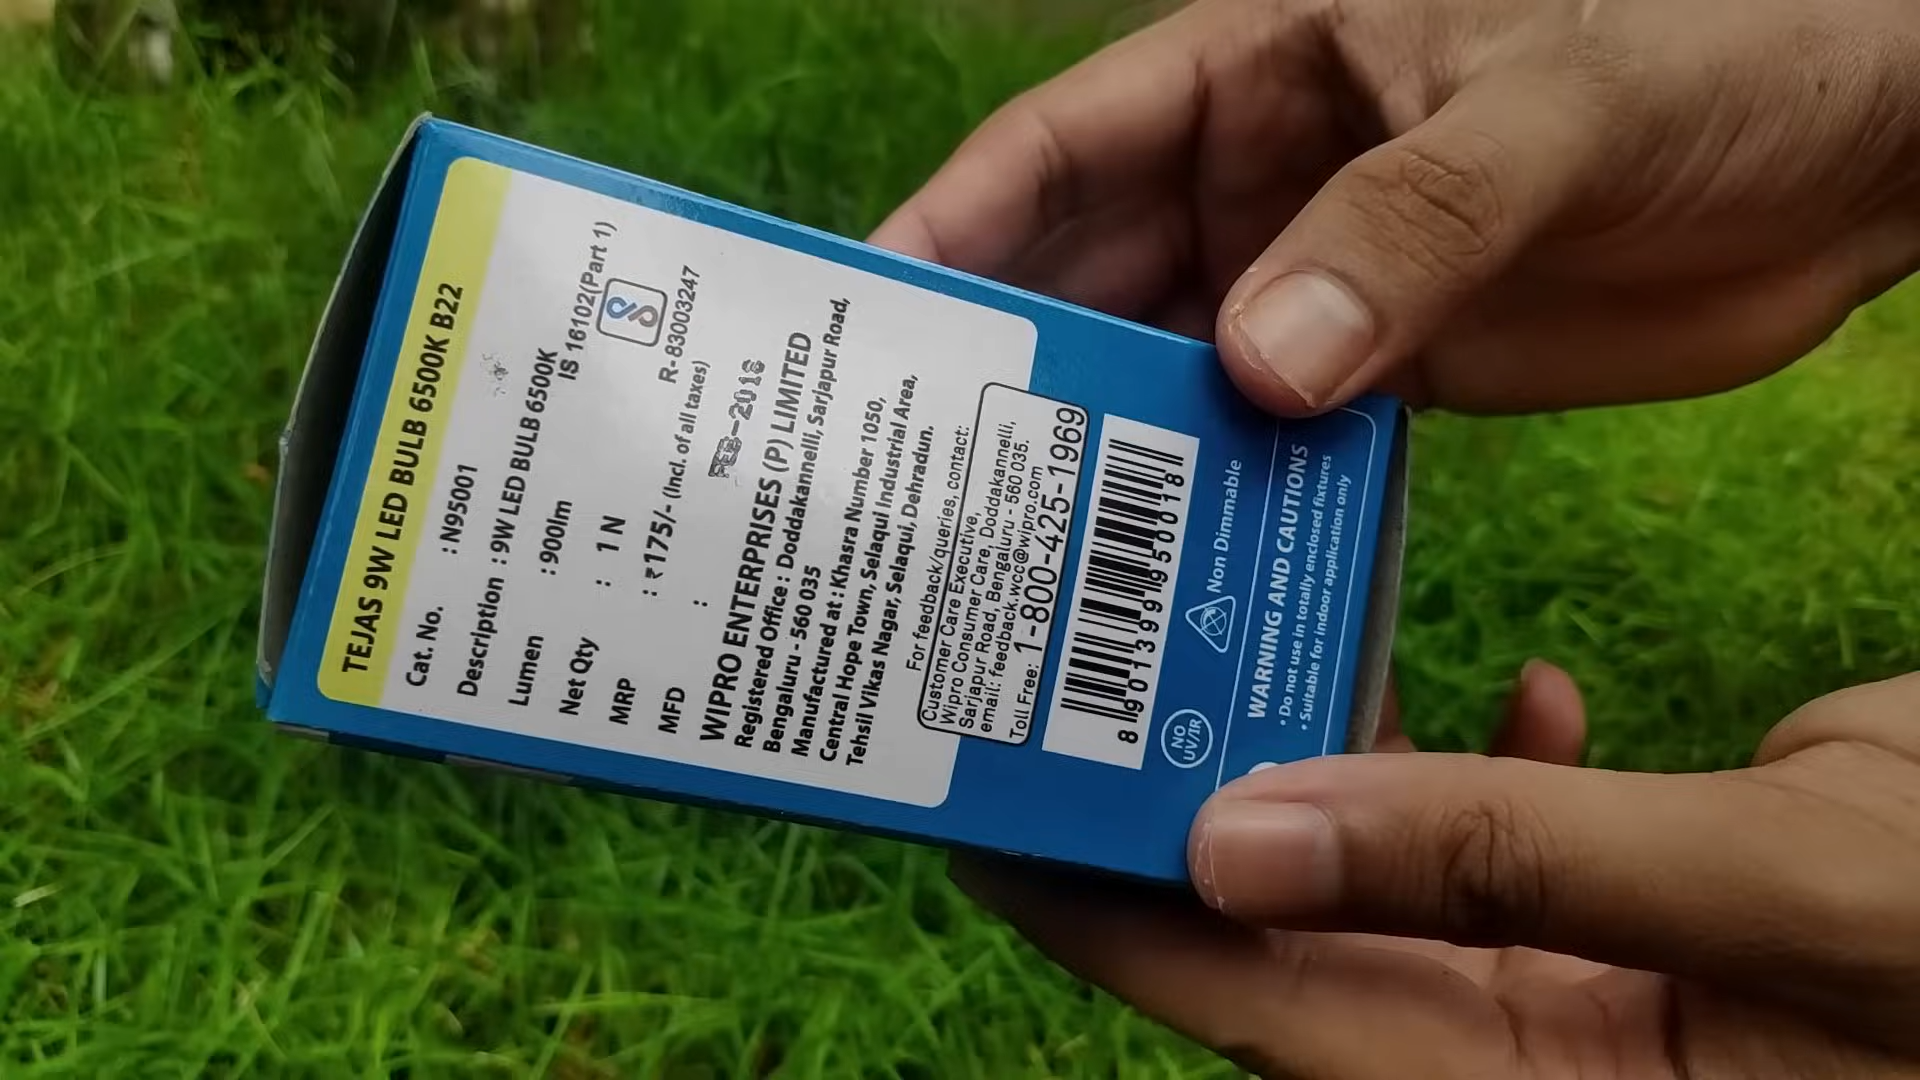 TEJAS 9W LED BULB 6500K B22
Cat. No. : N95001
Description : 9W LED BULB 6500K
IS 16102(Part 1)
Lumen : 900lm
Net Qty : 1 N
R-83003247
MRP : ₹175/- (Incl. of all taxes)
MFD : FEB-2018
WIPRO ENTERPRISES (P) LIMITED
Registered Office : Doddakannelli, Sarjapur Road,
Bengaluru - 560 035
Manufactured at : Khasra Number 1050,
Central Hope Town, Selaqui Industrial Area,
Tehsil Vikas Nagar, Selaqui, Dehradun.
For feedback/queries, contact:
Customer Care Executive,
Wipro Consumer Care, Doddakannelli,
Sarjapur Road, Bengaluru - 560 035.
email: feedback.wcc@wipro.com
Toll Free: 1-800-425-1969
8 901399 950018
NO UV/IR
Non Dimmable
WARNING AND CAUTIONS
• Do not use in totally enclosed fixtures
• Suitable for indoor application only